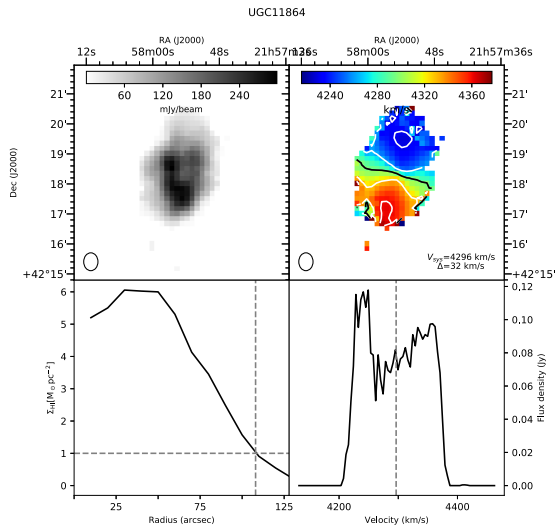 UGC11864
RA (J2000)
RA (J2000)
12s 58m00s 48s 21h57m36s
12s 58m00s 48s 21h57m36s
60 120 180 240
mJy/beam
4240 4280 4320 4360
km/s
Dec (J2000)
21'
20'
19'
18'
17'
16'
+42°15'
21'
20'
19'
18'
17'
16'
+42°15'
V_sys=4296 km/s
Δ=32 km/s
Σ_HI [M☉ pc⁻²]
6
5
4
3
2
1
0
25 75 125
Radius (arcsec)
0.12
0.10
0.08
0.06
0.04
0.02
0.00
Flux density (Jy)
4200 4400
Velocity (km/s)